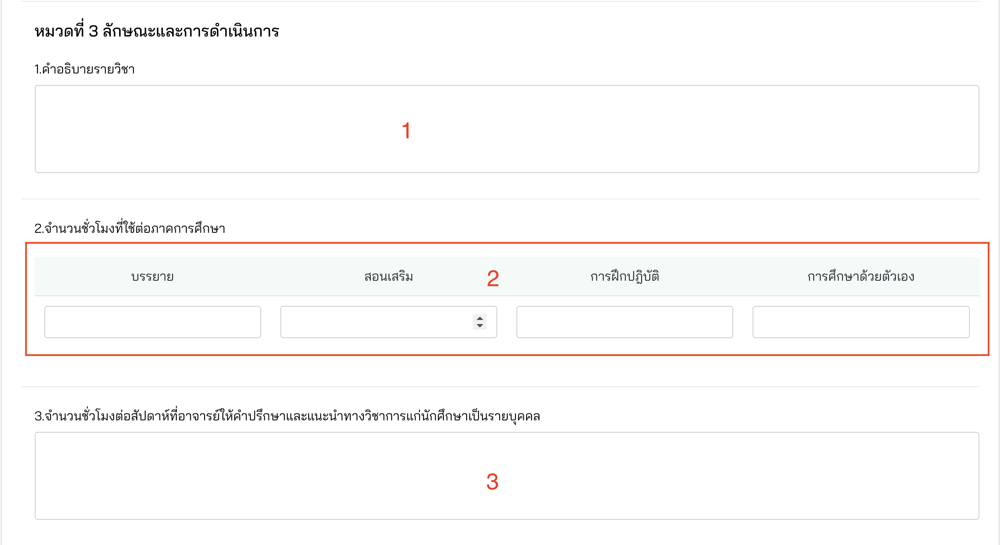 หมวดที่ 3 ลักษณะและการดำเนินการ
1.คำอธิบายรายวิชา
1
2.จำนวนชั่วโมงที่ใช้ต่อภาคการศึกษา
บรรยาย สอนเสริม 2 การฝึกปฎิบัติ การศึกษาด้วยตัวเอง
3.จำนวนชั่วโมงต่อสัปดาห์ที่อาจารย์ให้คำปรึกษาและแนะนำทางวิชาการแก่นักศึกษาเป็นรายบุคคล
3